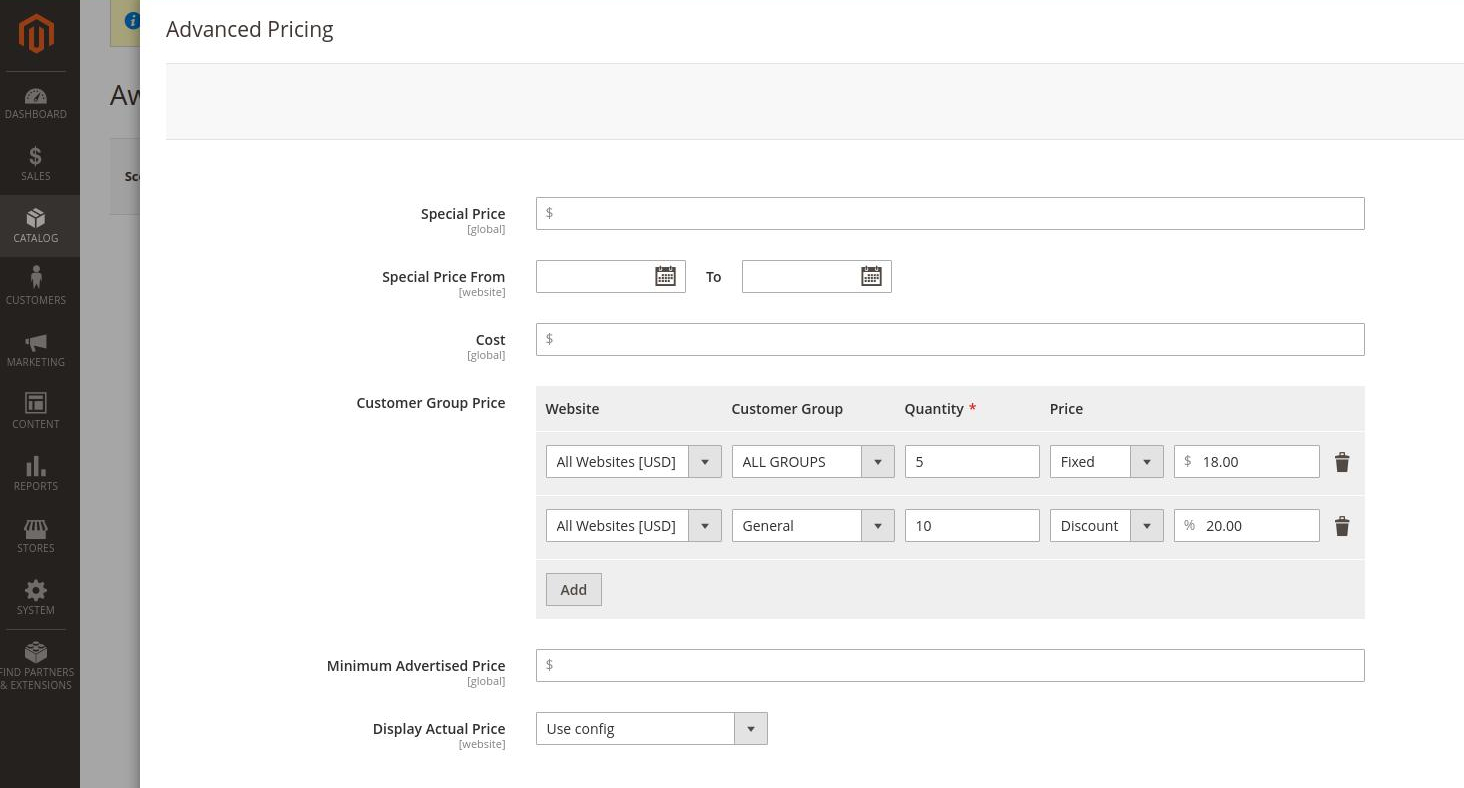 Advanced Pricing
DASHBOARD
SALES
CATALOG
CUSTOMERS
MARKETING
CONTENT
REPORTS
STORES
SYSTEM
FIND PARTNERS
& EXTENSIONS
Special Price
[global]
$
Special Price From
[website]
To
Cost
[global]
$
Customer Group Price
Website Customer Group Quantity * Price
All Websites [USD] ALL GROUPS 5 Fixed $ 18.00
All Websites [USD] General 10 Discount % 20.00
Add
Minimum Advertised Price
[global]
$
Display Actual Price
[website]
Use config